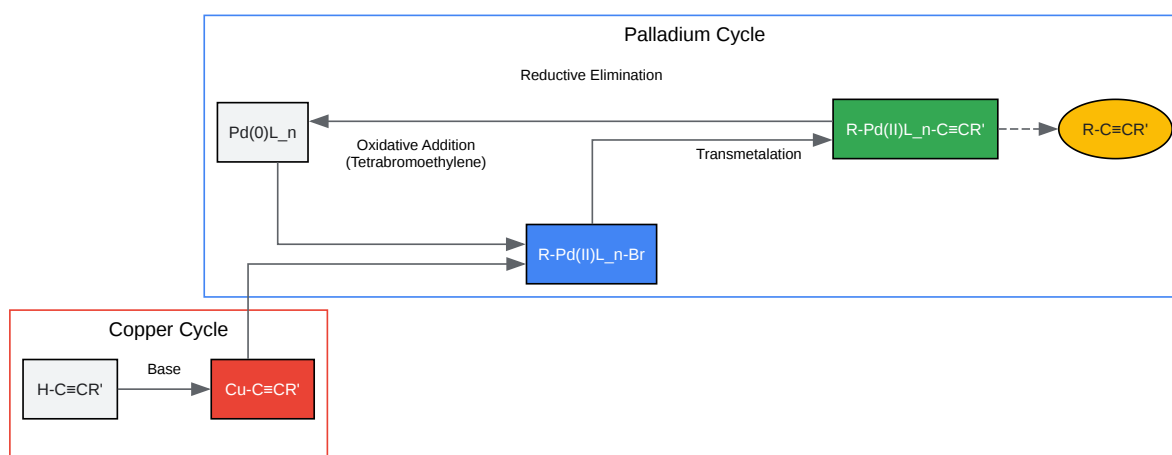 Palladium Cycle
Reductive Elimination
Pd(0)L_n
R-Pd(II)L_n-C≡CR'
R-C≡CR'
Oxidative Addition
(Tetrabromoethylene)
Transmetalation
R-Pd(II)L_n-Br
Copper Cycle
Base
H-C≡CR'
Cu-C≡CR'